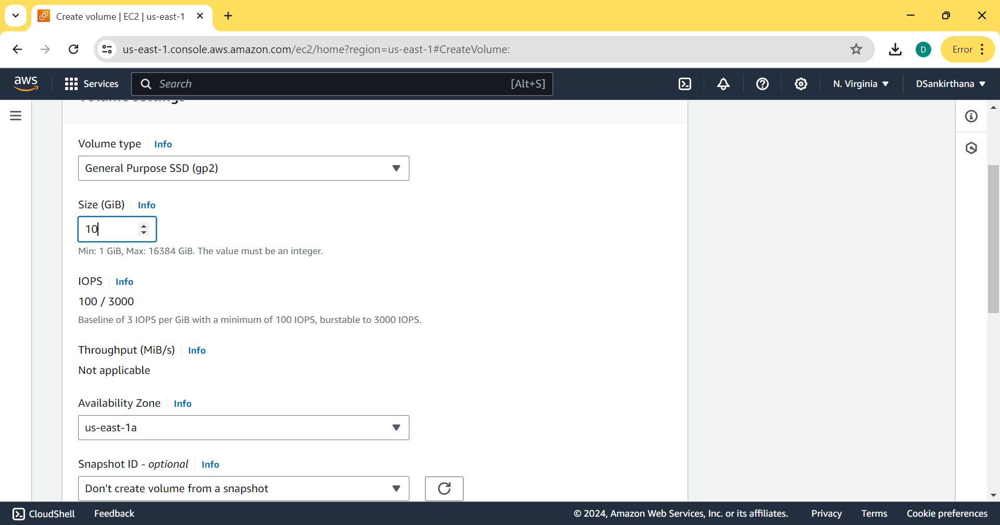 Create volume | EC2 | us-east-1
us-east-1.console.aws.amazon.com/ec2/home?region=us-east-1#CreateVolume:
D
Error
aws
Services
Search
[Alt+S]
N. Virginia
DSankirthana
Volume settings
Volume type
Info
General Purpose SSD (gp2)
Size (GiB)
Info
10
Min: 1 GiB, Max: 16384 GiB. The value must be an integer.
IOPS
Info
100 / 3000
Baseline of 3 IOPS per GiB with a minimum of 100 IOPS, burstable to 3000 IOPS.
Throughput (MiB/s)
Info
Not applicable
Availability Zone
Info
us-east-1a
Snapshot ID - optional
Info
Don't create volume from a snapshot
CloudShell
Feedback
© 2024, Amazon Web Services, Inc. or its affiliates.
Privacy
Terms
Cookie preferences